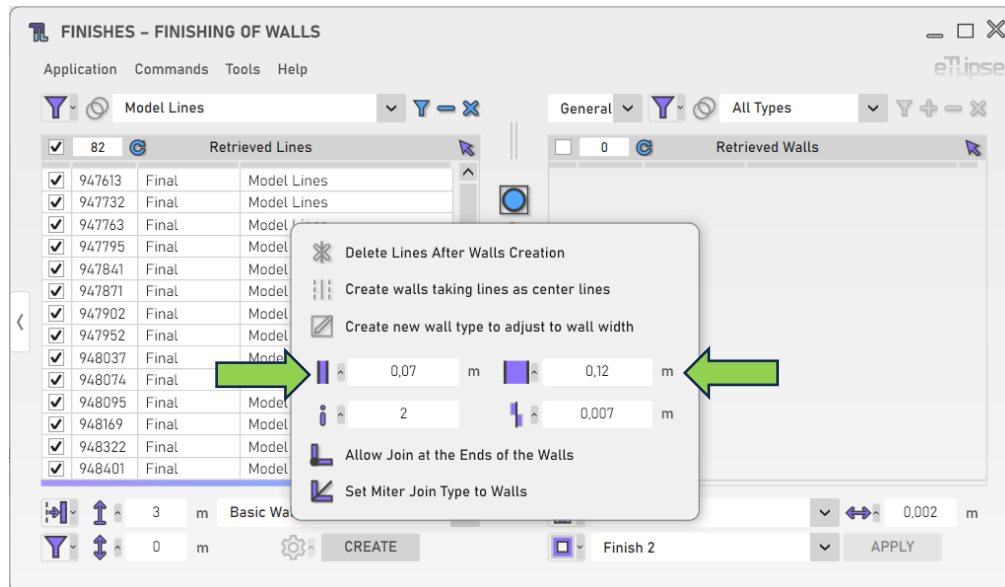 FINISHES – FINISHING OF WALLS
Application Commands Tools Help
eTLipse
Model Lines
General All Types
82 Retrieved Lines
0 Retrieved Walls
947613 Final Model Lines
947732 Final Model Lines
947763 Final Model Lines
947795 Final Model
947841 Final Model
947871 Final Model
947902 Final Model
947952 Final Model
948037 Final Model
948074 Final
948095 Final Model
948169 Final Model
948322 Final Model
948401 Final Model
Delete Lines After Walls Creation
Create walls taking lines as center lines
Create new wall type to adjust to wall width
0,07 m 0,12 m
2 0,007 m
Allow Join at the Ends of the Walls
Set Miter Join Type to Walls
3 m Basic Wa
0,002 m
0 m CREATE
Finish 2 APPLY